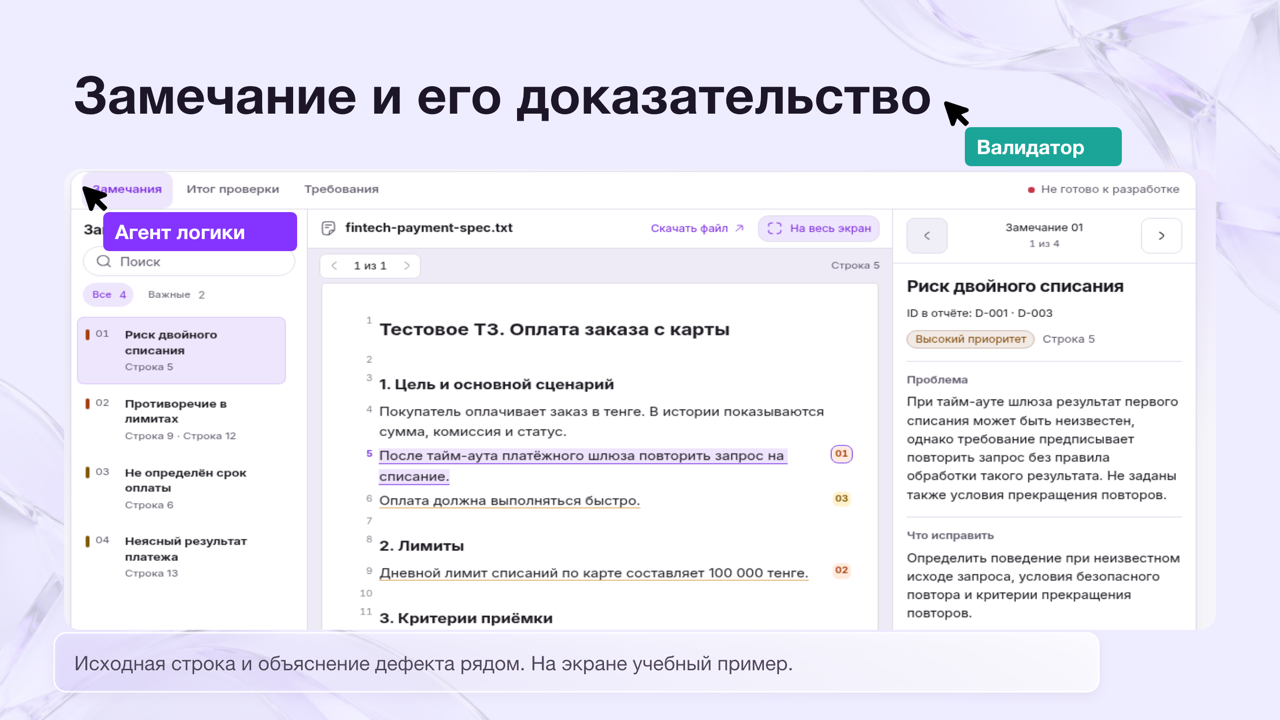 Замечание и его доказательство
Валидатор
Замечания
Итог проверки
Требования
Не готово к разработке
Агент логики
Поиск
Все 4
Важные 2
01
Риск двойного
списания
Строка 5
02
Противоречие в
лимитах
Строка 9 · Строка 12
03
Не определён срок
оплаты
Строка 6
04
Неясный результат
платежа
Строка 13
fintech-payment-spec.txt
Скачать файл ↗
На весь экран
< 1 из 1 >
Строка 5
1 Тестовое ТЗ. Оплата заказа с карты
2
3 1. Цель и основной сценарий
4 Покупатель оплачивает заказ в тенге. В истории показываются
сумма, комиссия и статус.
5 После тайм-аута платёжного шлюза повторить запрос на 01
списание.
6 Оплата должна выполняться быстро. 03
7
8 2. Лимиты
9 Дневной лимит списаний по карте составляет 100 000 тенге. 02
10
11 3. Критерии приёмки
< Замечание 01 >
1 из 4
Риск двойного списания
ID в отчёте: D-001 · D-003
Высокий приоритет Строка 5
Проблема
При тайм-ауте шлюза результат первого
списания может быть неизвестен,
однако требование предписывает
повторить запрос без правила
обработки такого результата. Не заданы
также условия прекращения повторов.
Что исправить
Определить поведение при неизвестном
исходе запроса, условия безопасного
повтора и критерии прекращения
повторов.
Исходная строка и объяснение дефекта рядом. На экране учебный пример.